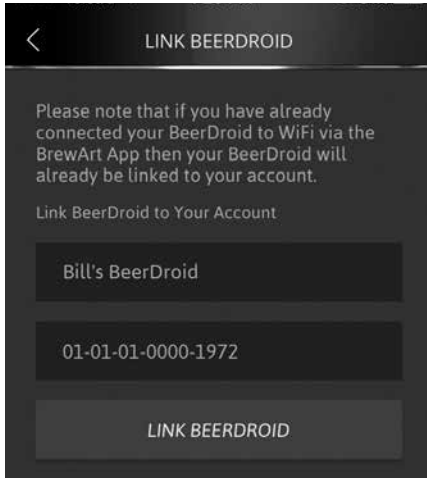 LINK BEERDROID
Please note that if you have already
connected your BeerDroid to WiFi via the
BrewArt App then your BeerDroid will
already be linked to your account.
Link BeerDroid to Your Account
Bill's BeerDroid
01-01-01-0000-1972
LINK BEERDROID